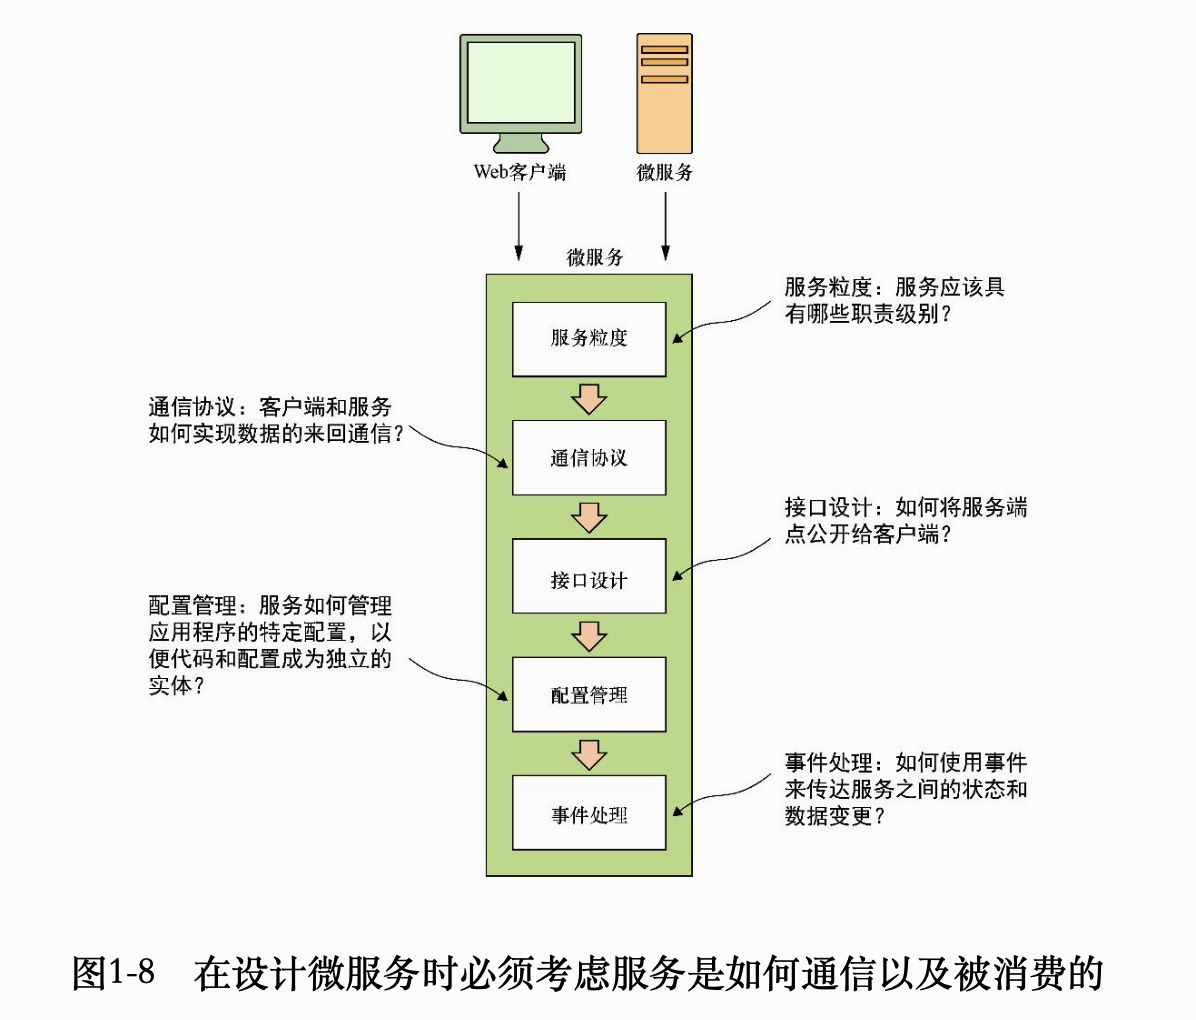 Web客户端
微服务
微服务
服务粒度
服务粒度：服务应该具
有哪些职责级别？
通信协议：客户端和服务
如何实现数据的来回通信？
通信协议
接口设计：如何将服务端
点公开给客户端？
接口设计
配置管理：服务如何管理
应用程序的特定配置，以
便代码和配置成为独立的
实体？
配置管理
事件处理：如何使用事件
来传达服务之间的状态和
数据变更？
事件处理
图1-8 在设计微服务时必须考虑服务是如何通信以及被消费的